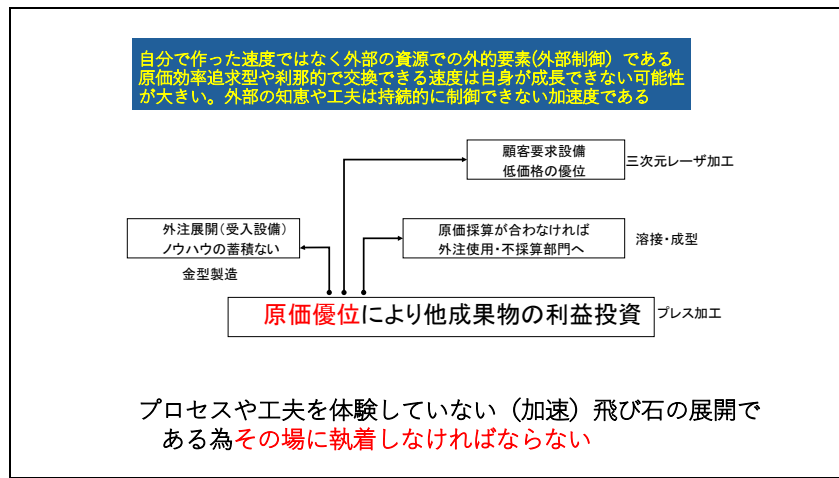 自分で作った速度ではなく外部の資源での外的要素(外部制御）である
原価効率追求型や刹那的で交換できる速度は自身が成長できない可能性
が大きい。外部の知恵や工夫は持続的に制御できない加速度である
顧客要求設備
低価格の優位
三次元レーザ加工
外注展開（受入設備）
ノウハウの蓄積ない
金型製造
原価採算が合わなければ
外注使用・不採算部門へ
溶接・成型
原価優位により他成果物の利益投資
プレス加工
プロセスや工夫を体験していない（加速）飛び石の展開で
ある為その場に執着しなければならない